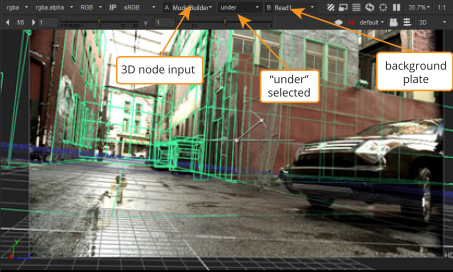 rgba rgba.alpha RGB IP sRGB A ModelBuilder under B Read1 35.7% 1:1
f/8 1 γ 1 default 3D
3D node input
"under"
selected
background
plate